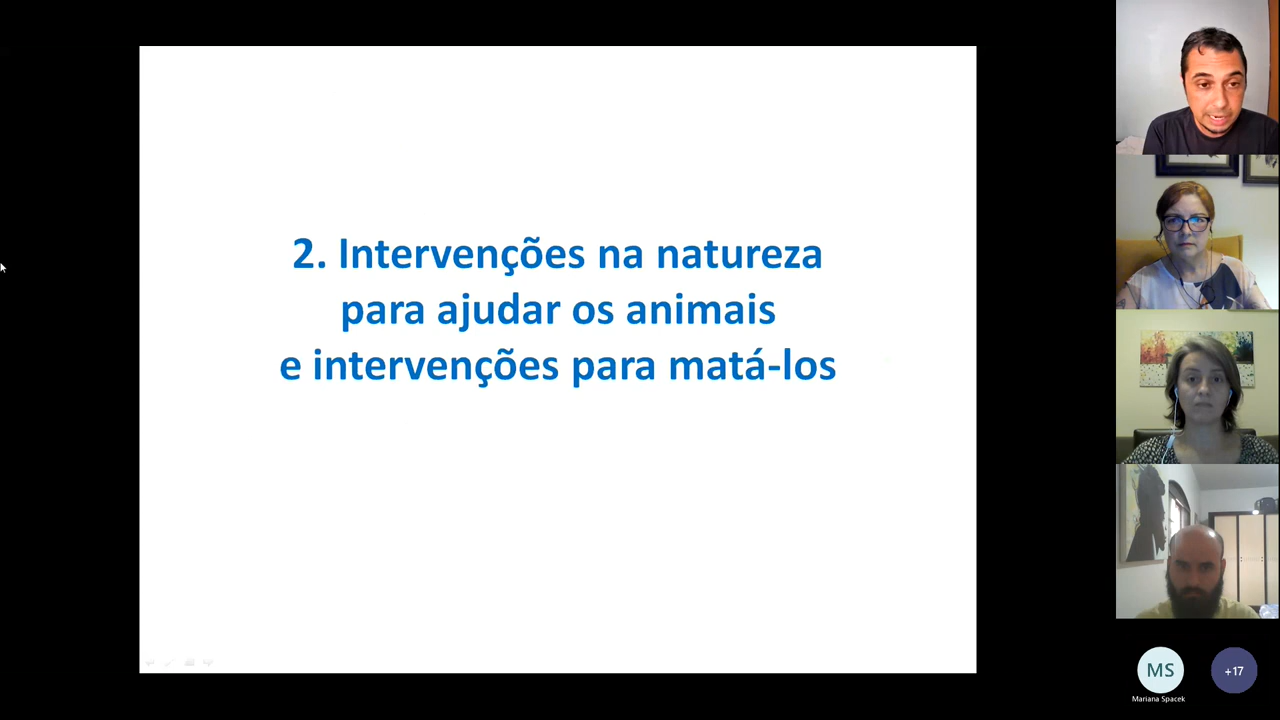 2. Intervenções na natureza
para ajudar os animais
e intervenções para matá-los
MS
+17
Mariana Spacek